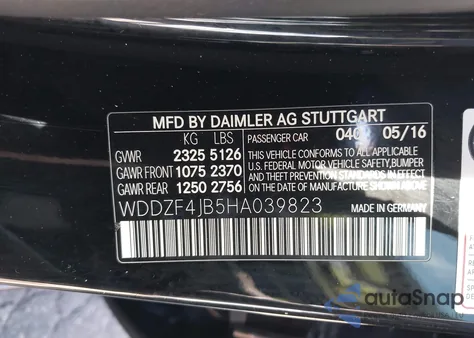 MFD BY DAIMLER AG STUTTGART
KG LBS PASSENGER CAR 05/16
GVWR 2325 5126 THIS VEHICLE CONFORMS TO ALL APPLICABLE
GAWR FRONT 1075 2370 U.S. FEDERAL MOTOR VEHICLE SAFETY, BUMPER
GAWR REAR 1250 2756 AND THEFT PREVENTION STANDARDS IN EFFECT
ON THE DATE OF MANUFACTURE SHOWN ABOVE.
WDDZF4JB5HA039823 MADE IN GERMANY
autoSnap